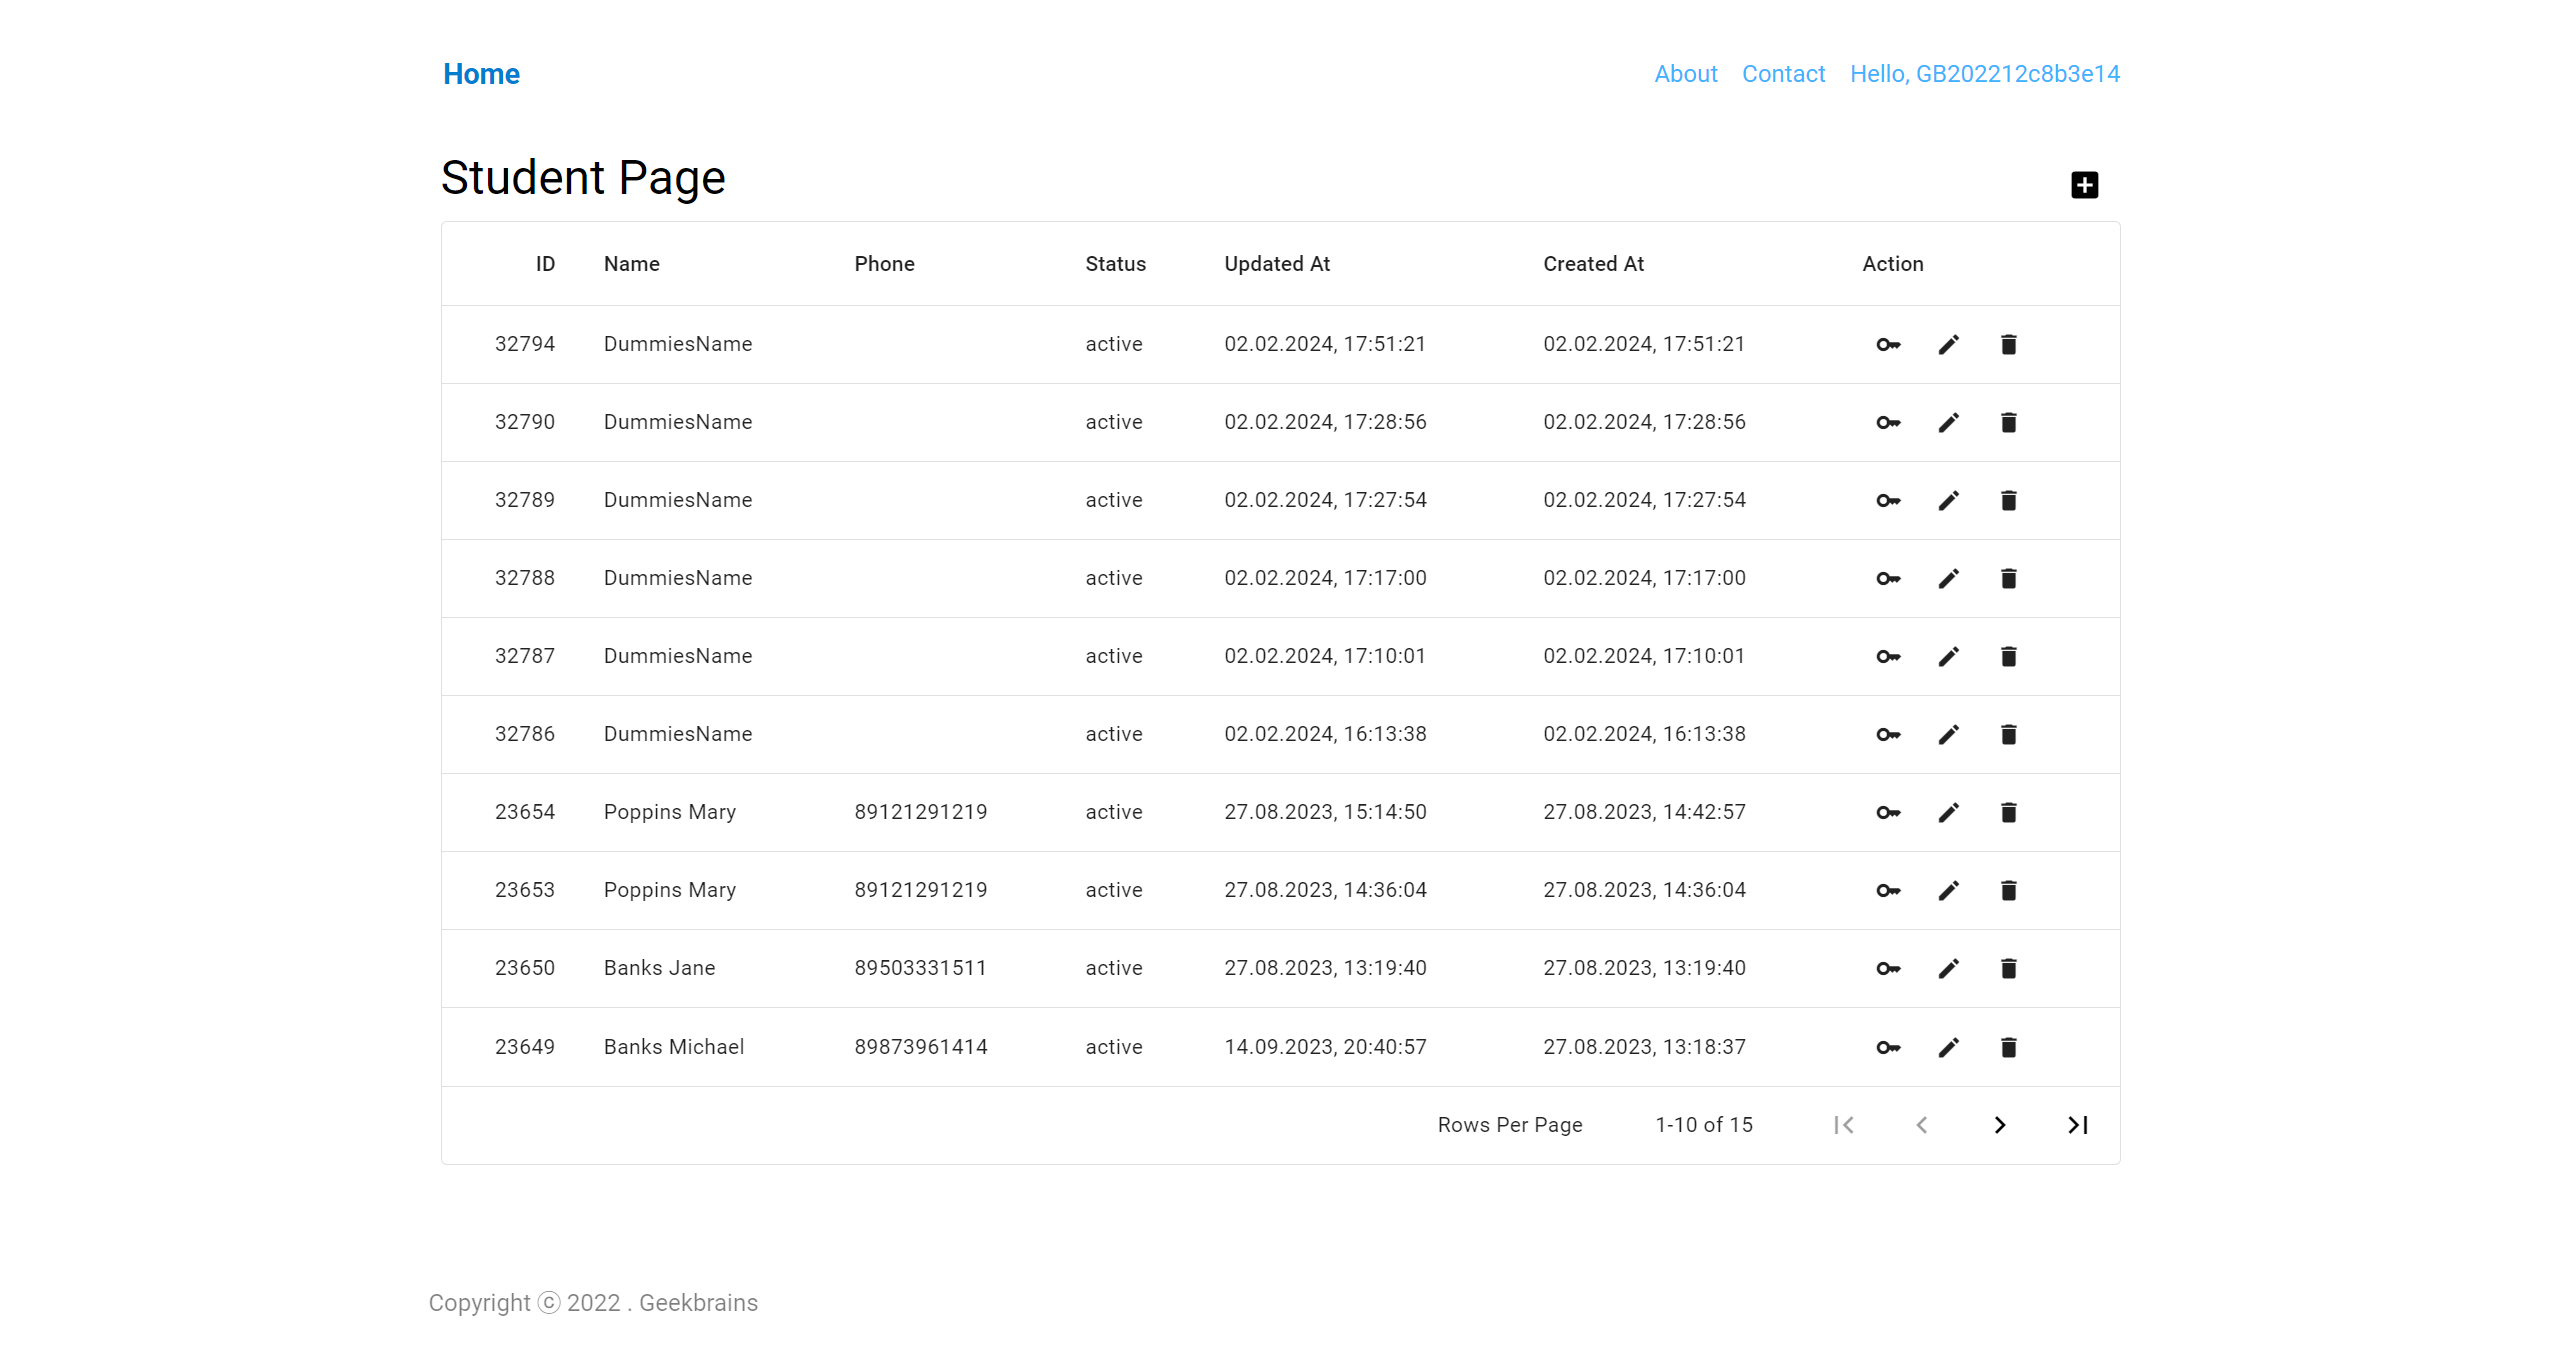 Home About Contact Hello, GB202212c8b3e14
Student Page
ID Name Phone Status Updated At Created At Action
32794 DummiesName active 02.02.2024, 17:51:21 02.02.2024, 17:51:21
32790 DummiesName active 02.02.2024, 17:28:56 02.02.2024, 17:28:56
32789 DummiesName active 02.02.2024, 17:27:54 02.02.2024, 17:27:54
32788 DummiesName active 02.02.2024, 17:17:00 02.02.2024, 17:17:00
32787 DummiesName active 02.02.2024, 17:10:01 02.02.2024, 17:10:01
32786 DummiesName active 02.02.2024, 16:13:38 02.02.2024, 16:13:38
23654 Poppins Mary 89121291219 active 27.08.2023, 15:14:50 27.08.2023, 14:42:57
23653 Poppins Mary 89121291219 active 27.08.2023, 14:36:04 27.08.2023, 14:36:04
23650 Banks Jane 89503331511 active 27.08.2023, 13:19:40 27.08.2023, 13:19:40
23649 Banks Michael 89873961414 active 14.09.2023, 20:40:57 27.08.2023, 13:18:37
Rows Per Page 1-10 of 15
Copyright ⓒ 2022 . Geekbrains